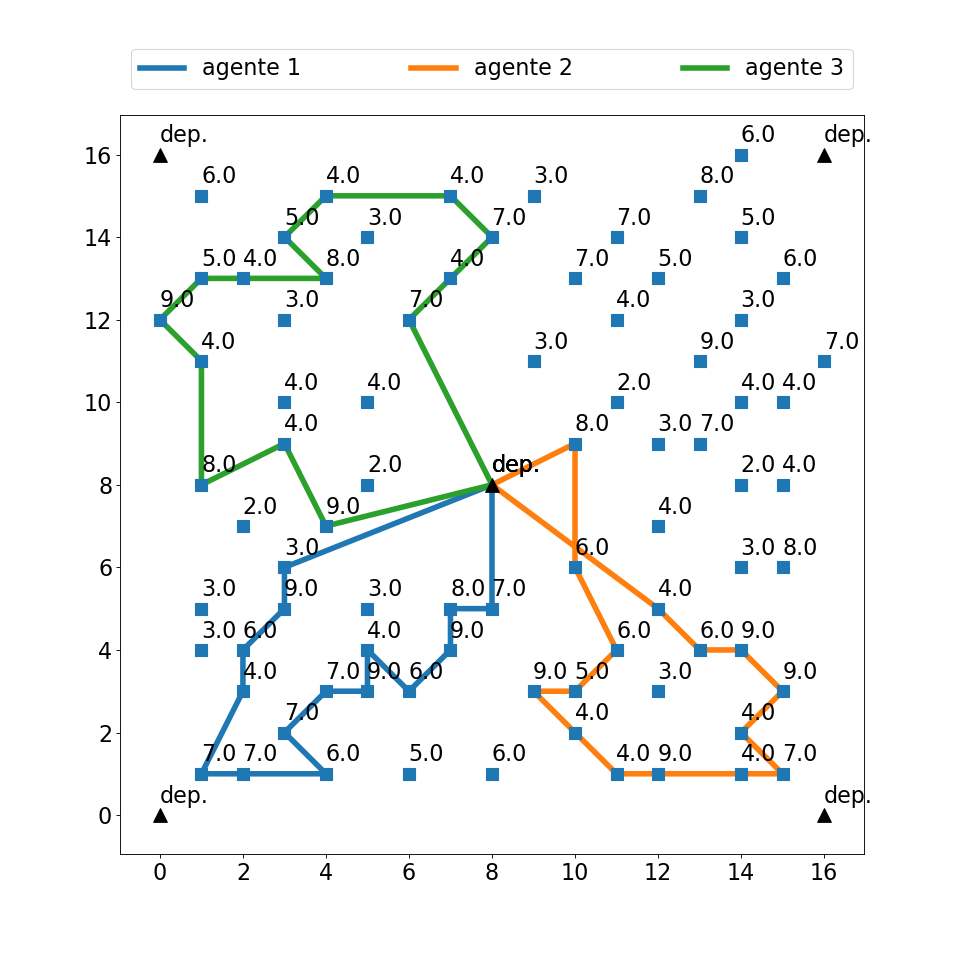 agente 1 agente 2 agente 3
6.0
dep. dep.
16
6.0 4.0 4.0 3.0 8.0
5.0 3.0 7.0 7.0 5.0
14
5.0 4.0 8.0 4.0 7.0 5.0 6.0
9.0 3.0 7.0 4.0 3.0
12
4.0 3.0 9.0 7.0
4.0 4.0 2.0 4.0 4.0
10
4.0 8.0 3.0 7.0
8.0 2.0 dep. 2.0 4.0
8
2.0 9.0 4.0
3.0 6.0 3.0 8.0
6
3.0 9.0 3.0 8.0 7.0 4.0
3.0 6.0 4.0 9.0 6.0 6.0 9.0
4
4.0 7.0 9.0 6.0 9.0 5.0 3.0 9.0
7.0 4.0 4.0
2
7.0 7.0 6.0 5.0 6.0 4.0 9.0 4.0 7.0
dep. dep.
0
0 2 4 6 8 10 12 14 16